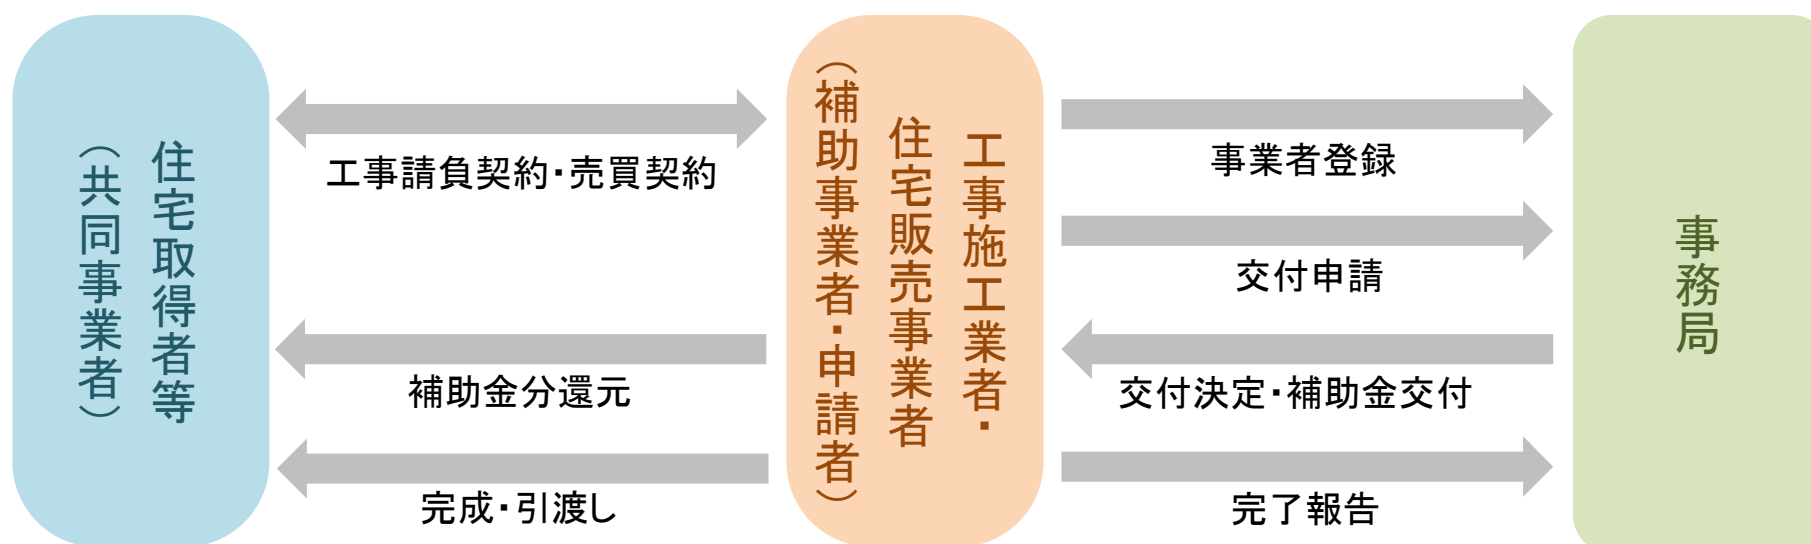 住宅取得者等
（共同事業者）
工事請負契約・売買契約
補助金分還元
完成・引渡し
工事施工業者・
住宅販売事業者
（補助事業者・申請者）
事業者登録
交付申請
交付決定・補助金交付
完了報告
事務局